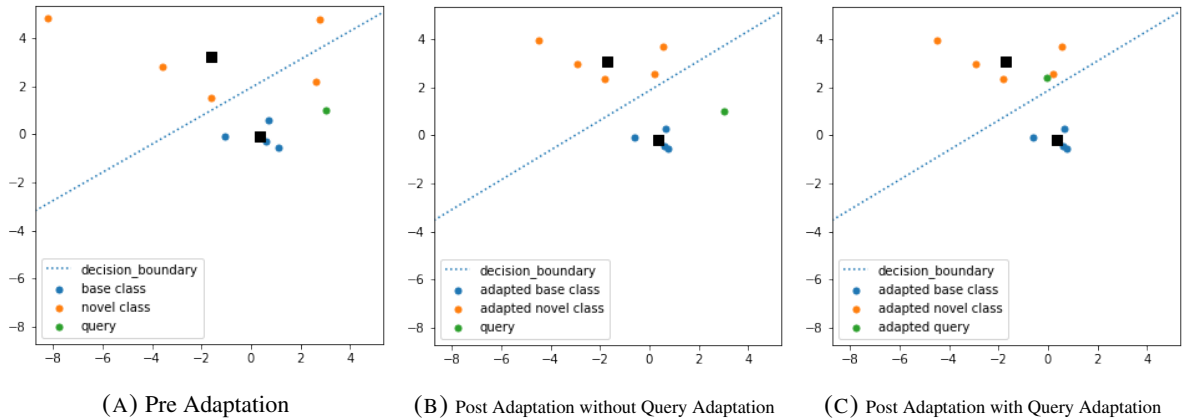 4
2
0
−2
−4
−6
−8
−8
−6
−4
−2
0
2
4
decision_boundary
base class
novel class
query
(A) Pre Adaptation
4
2
0
−2
−4
−6
−8
−8
−6
−4
−2
0
2
4
decision_boundary
adapted base class
adapted novel class
query
(B) Post Adaptation without Query Adaptation
4
2
0
−2
−4
−6
−8
−8
−6
−4
−2
0
2
4
decision_boundary
adapted base class
adapted novel class
adapted query
(C) Post Adaptation with Query Adaptation